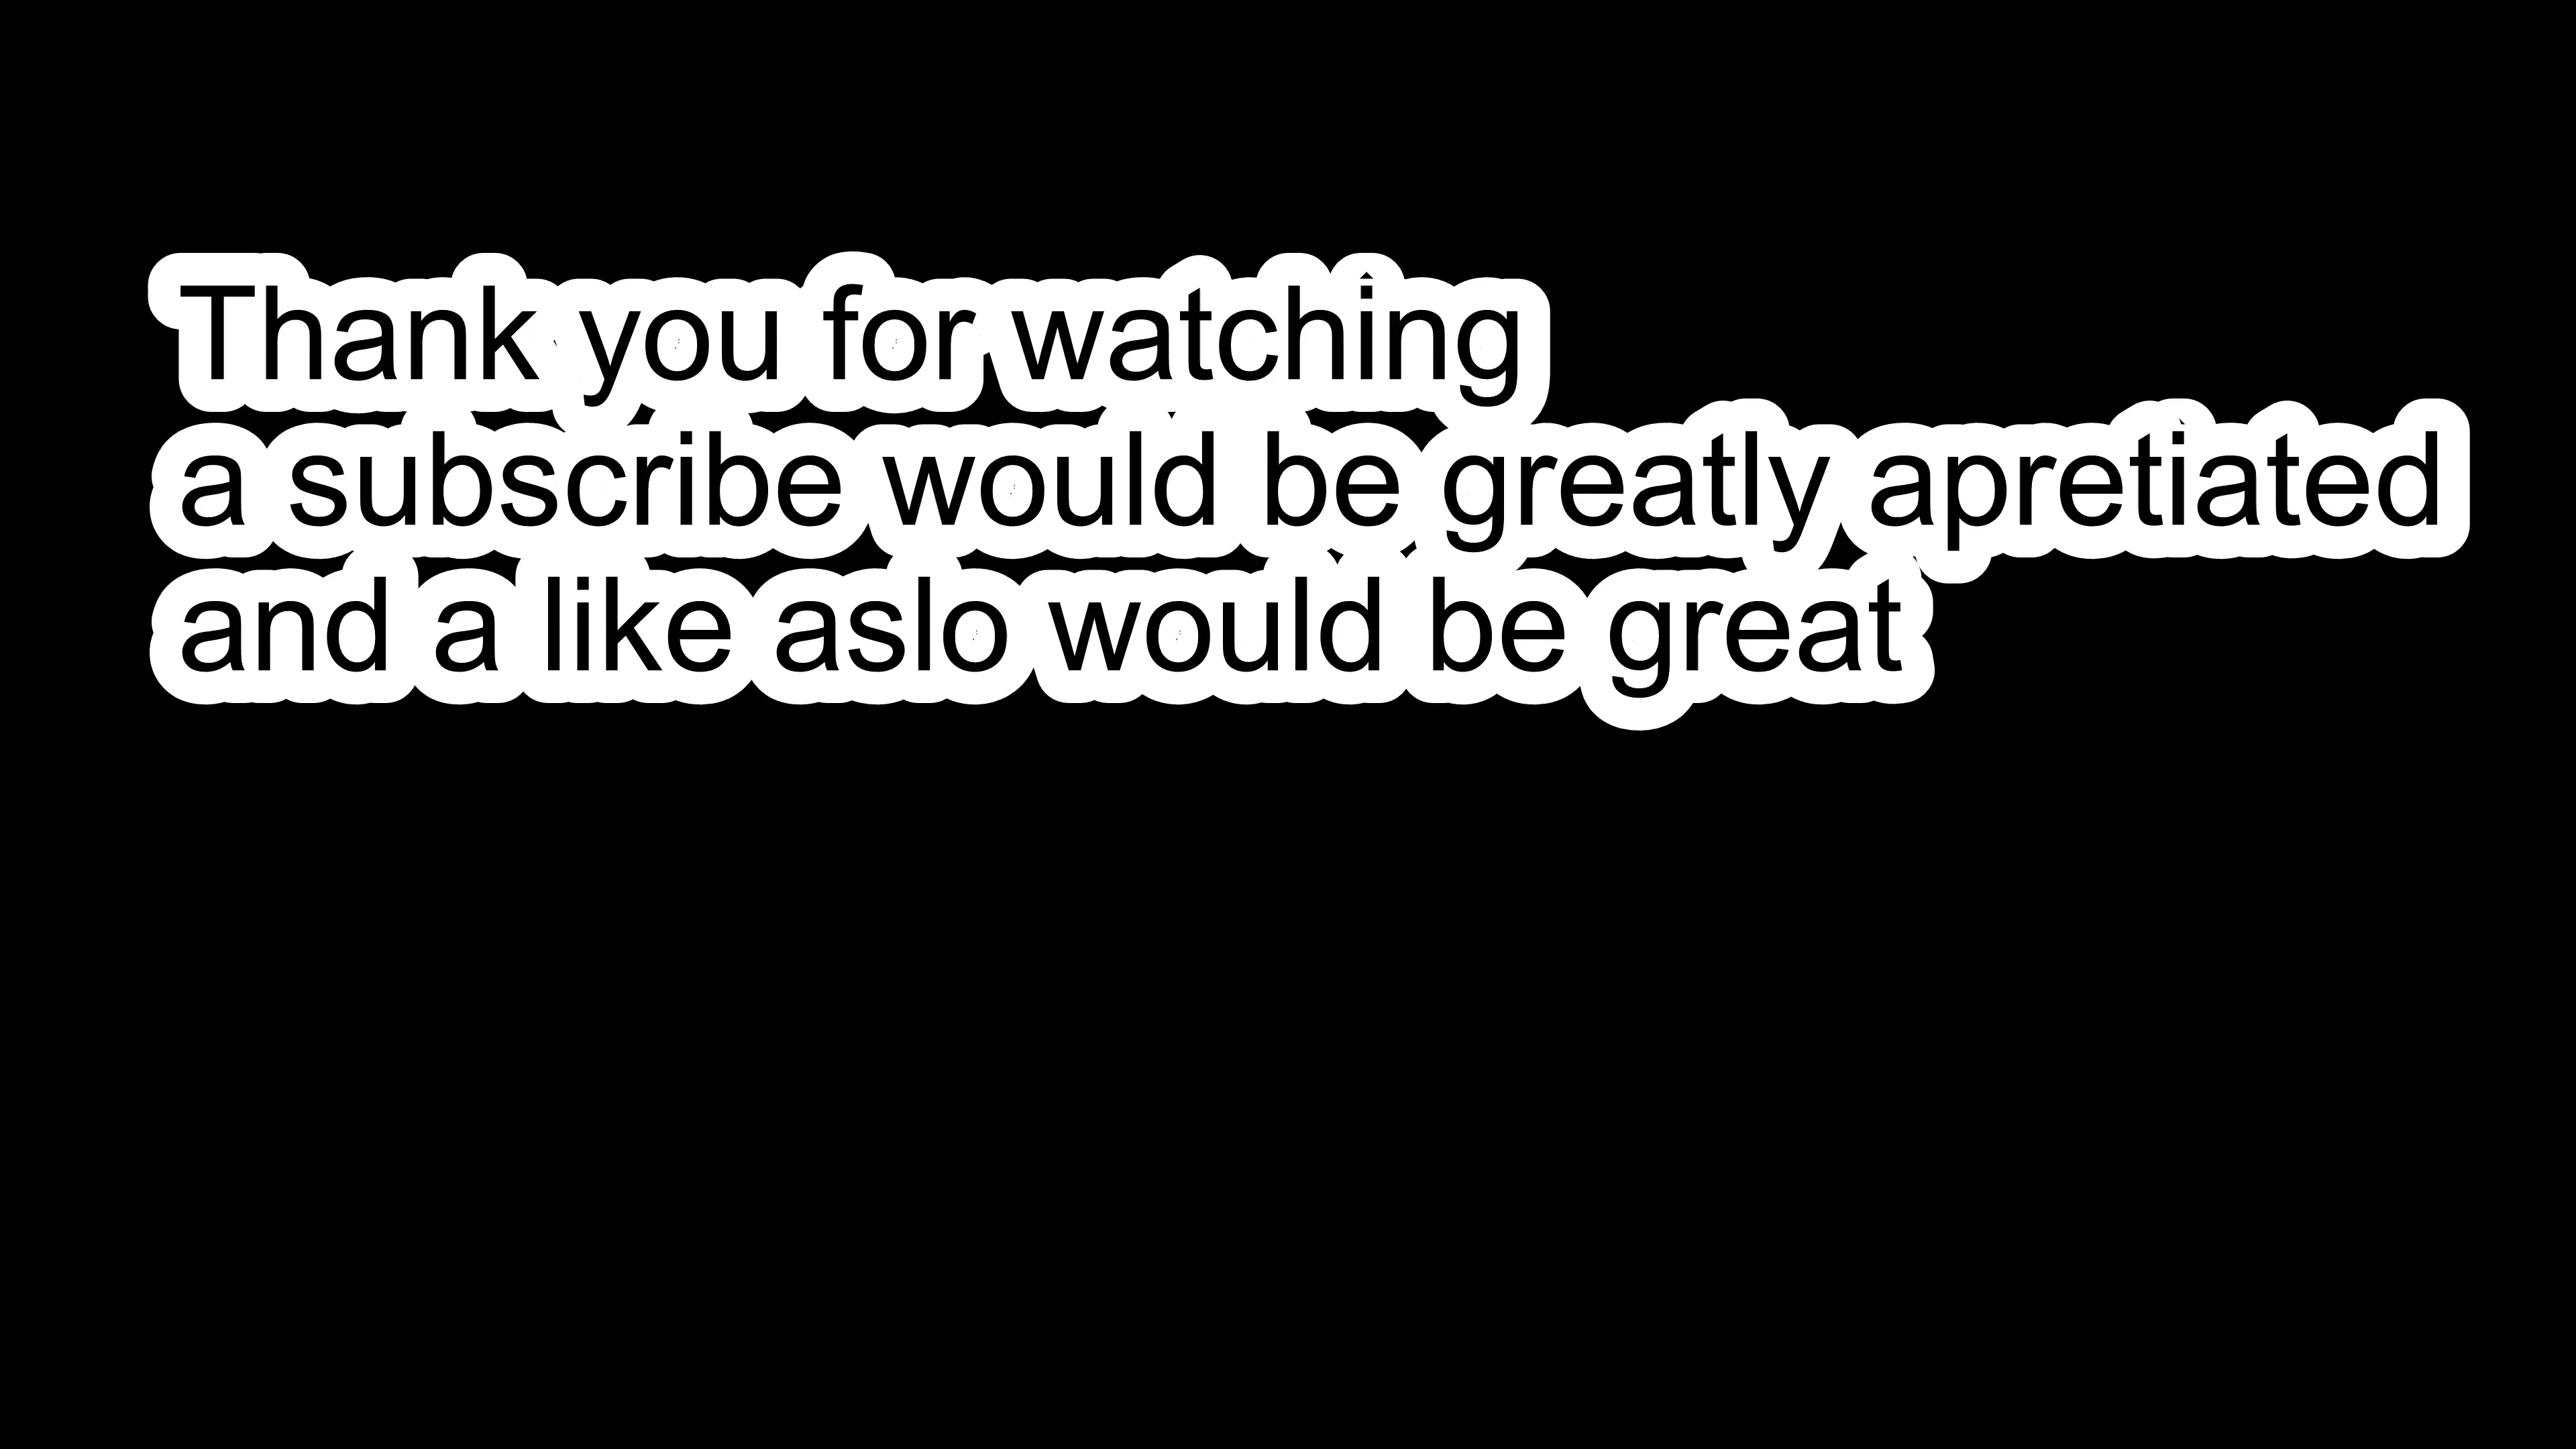 Thank you for watching
a subscribe would be greatly apretiated
and a like aslo would be great